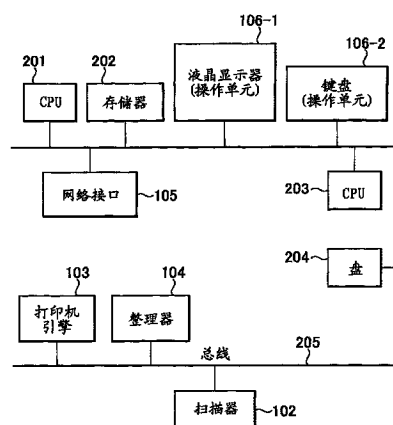 106-1
106-2
201
202
CPU
存储器
液晶显示器
(操作单元)
键盘
(操作单元)
网络接口
105
203
CPU
204
盘
103
104
打印机
引擎
整理器
总线
205
扫描器
102